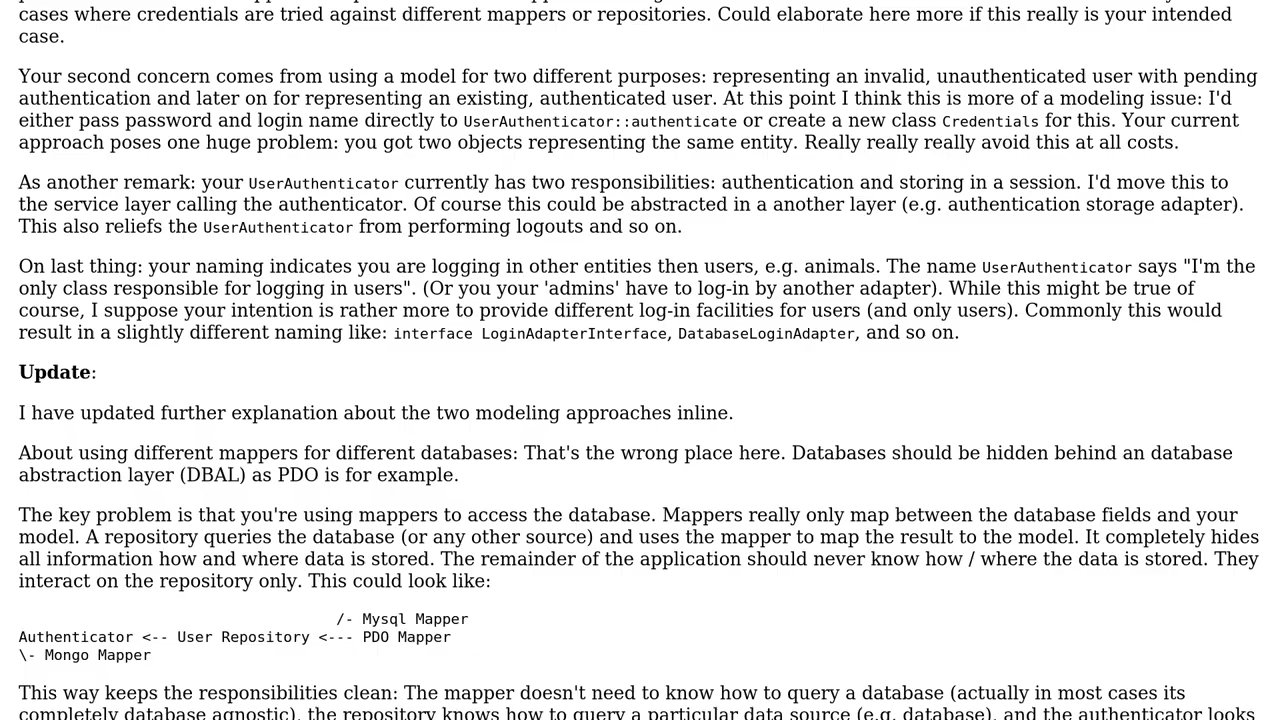 cases where credentials are tried against different mappers or repositories. Could elaborate here more if this really is your intended
case.
Your second concern comes from using a model for two different purposes: representing an invalid, unauthenticated user with pending
authentication and later on for representing an existing, authenticated user. At this point I think this is more of a modeling issue: I'd
either pass password and login name directly to UserAuthenticator::authenticate or create a new class Credentials for this. Your current
approach poses one huge problem: you got two objects representing the same entity. Really really really avoid this at all costs.
As another remark: your UserAuthenticator currently has two responsibilities: authentication and storing in a session. I'd move this to
the service layer calling the authenticator. Of course this could be abstracted in a another layer (e.g. authentication storage adapter).
This also reliefs the UserAuthenticator from performing logouts and so on.
On last thing: your naming indicates you are logging in other entities then users, e.g. animals. The name UserAuthenticator says "I'm the
only class responsible for logging in users". (Or you your 'admins' have to log-in by another adapter). While this might be true of
course, I suppose your intention is rather more to provide different log-in facilities for users (and only users). Commonly this would
result in a slightly different naming like: interface LoginAdapterInterface, DatabaseLoginAdapter, and so on.
Update:
I have updated further explanation about the two modeling approaches inline.
About using different mappers for different databases: That's the wrong place here. Databases should be hidden behind an database
abstraction layer (DBAL) as PDO is for example.
The key problem is that you're using mappers to access the database. Mappers really only map between the database fields and your
model. A repository queries the database (or any other source) and uses the mapper to map the result to the model. It completely hides
all information how and where data is stored. The remainder of the application should never know how / where the data is stored. They
interact on the repository only. This could look like:
/- Mysql Mapper
Authenticator <-- User Repository <--- PDO Mapper
\- Mongo Mapper
This way keeps the responsibilities clean: The mapper doesn't need to know how to query a database (actually in most cases its
completely database agnostic), the repository knows how to query a particular data source (e.g. database), and the authenticator looks